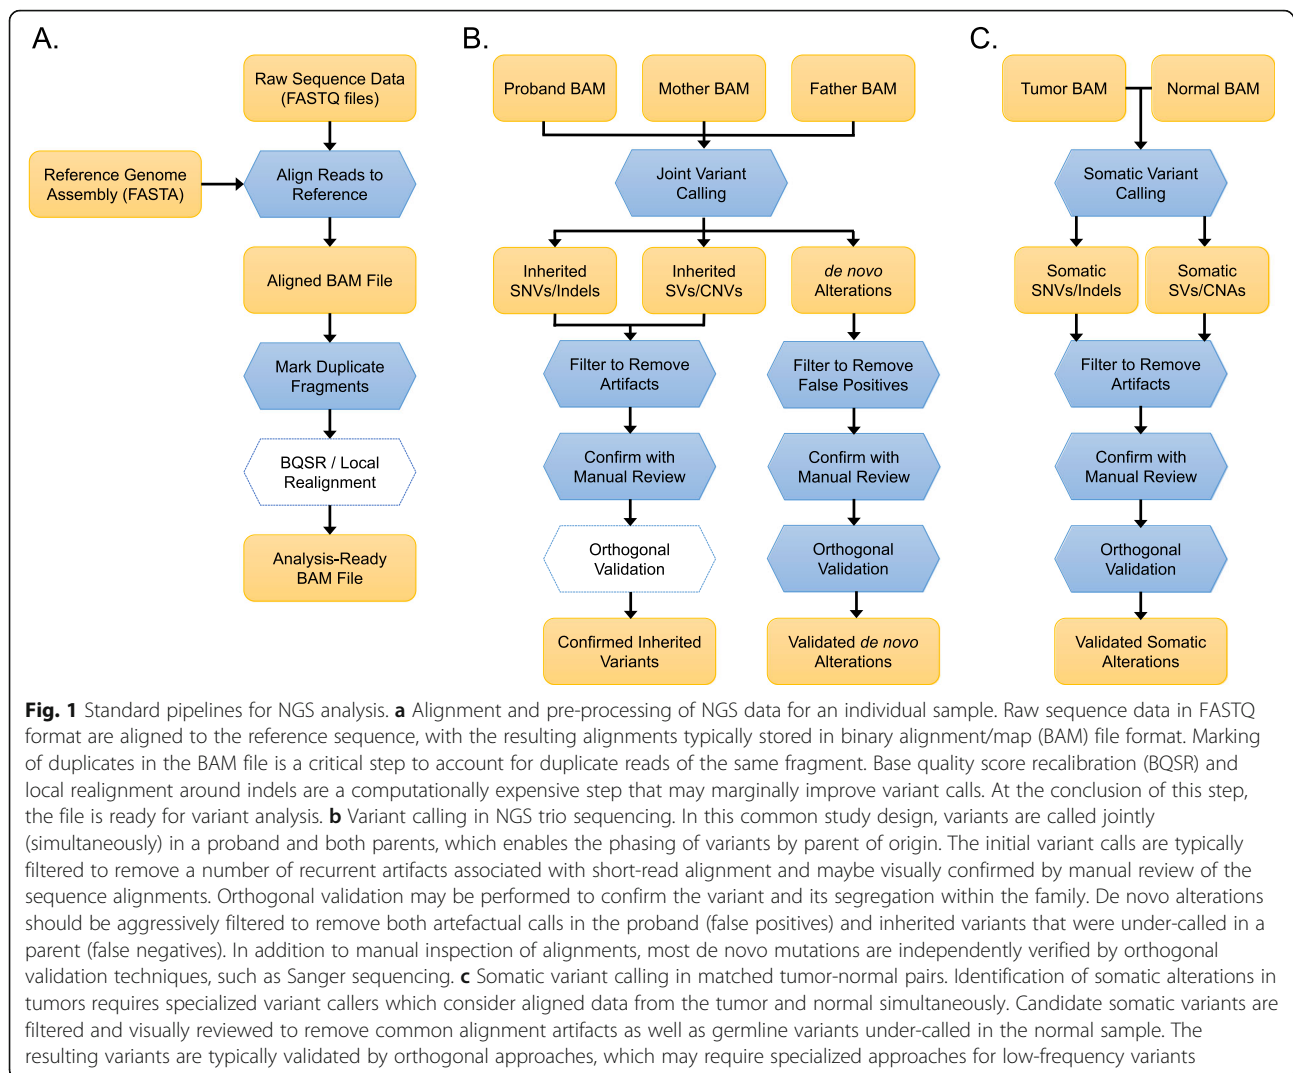 A.
Raw Sequence Data
(FASTQ files)
Reference Genome
Assembly (FASTA)
Align Reads to
Reference
Aligned BAM File
Mark Duplicate
Fragments
BQSR / Local
Realignment
Analysis-Ready
BAM File
B.
Proband BAM
Mother BAM
Father BAM
Joint Variant
Calling
Inherited
SNVs/Indels
Inherited
SVs/CNVs
de novo
Alterations
Filter to Remove
Artifacts
Filter to Remove
False Positives
Confirm with
Manual Review
Confirm with
Manual Review
Orthogonal
Validation
Orthogonal
Validation
Confirmed Inherited
Variants
Validated de novo
Alterations
C.
Tumor BAM
Normal BAM
Somatic Variant
Calling
Somatic
SNVs/Indels
Somatic
SVs/CNAs
Filter to Remove
Artifacts
Confirm with
Manual Review
Orthogonal
Validation
Validated Somatic
Alterations
Fig. 1 Standard pipelines for NGS analysis. a Alignment and pre-processing of NGS data for an individual sample. Raw sequence data in FASTQ
format are aligned to the reference sequence, with the resulting alignments typically stored in binary alignment/map (BAM) file format. Marking
of duplicates in the BAM file is a critical step to account for duplicate reads of the same fragment. Base quality score recalibration (BQSR) and
local realignment around indels are a computationally expensive step that may marginally improve variant calls. At the conclusion of this step,
the file is ready for variant analysis. b Variant calling in NGS trio sequencing. In this common study design, variants are called jointly
(simultaneously) in a proband and both parents, which enables the phasing of variants by parent of origin. The initial variant calls are typically
filtered to remove a number of recurrent artifacts associated with short-read alignment and maybe visually confirmed by manual review of the
sequence alignments. Orthogonal validation may be performed to confirm the variant and its segregation within the family. De novo alterations
should be aggressively filtered to remove both artefactual calls in the proband (false positives) and inherited variants that were under-called in a
parent (false negatives). In addition to manual inspection of alignments, most de novo mutations are independently verified by orthogonal
validation techniques, such as Sanger sequencing. c Somatic variant calling in matched tumor-normal pairs. Identification of somatic alterations in
tumors requires specialized variant callers which consider aligned data from the tumor and normal simultaneously. Candidate somatic variants are
filtered and visually reviewed to remove common alignment artifacts as well as germline variants under-called in the normal sample. The
resulting variants are typically validated by orthogonal approaches, which may require specialized approaches for low-frequency variants